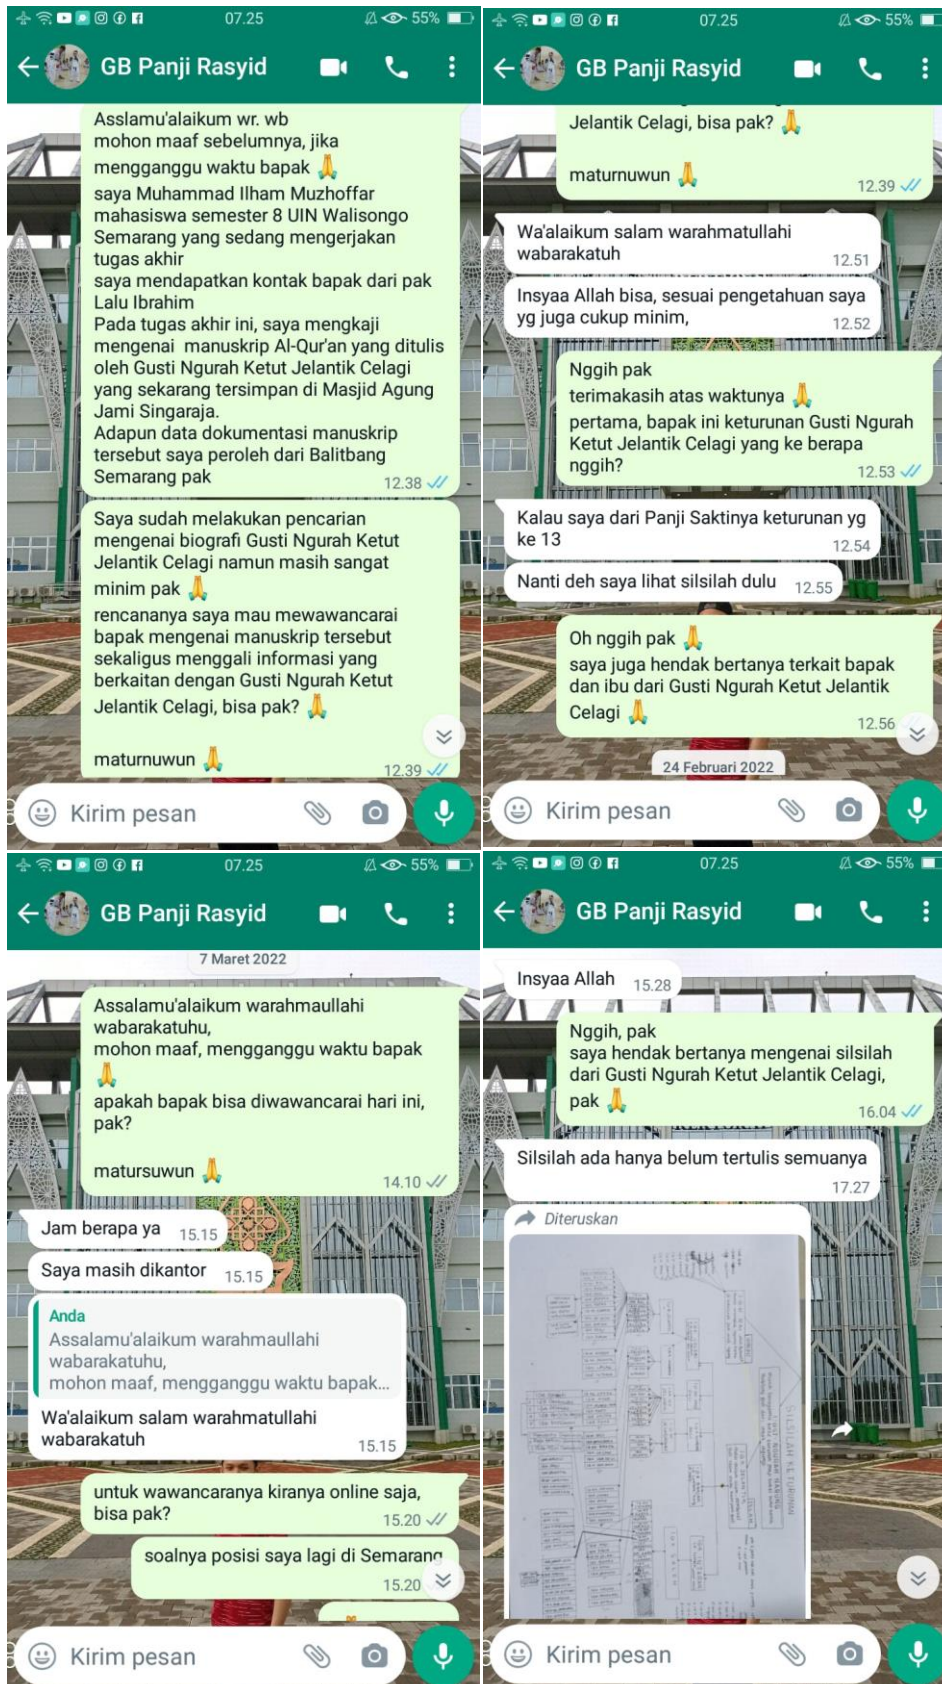 07.25
55%
GB Panji Rasyid
Asslamu'alaikum wr. wb
mohon maaf sebelumnya, jika
mengganggu waktu bapak 🙏
saya Muhammad Ilham Muzhoffar
mahasiswa semester 8 UIN Walisongo
Semarang yang sedang mengerjakan
tugas akhir
saya mendapatkan kontak bapak dari pak
Lalu Ibrahim
Pada tugas akhir ini, saya mengkaji
mengenai manuskrip Al-Qur'an yang ditulis
oleh Gusti Ngurah Ketut Jelantik Celagi
yang sekarang tersimpan di Masjid Agung
Jami Singaraja.
Adapun data dokumentasi manuskrip
tersebut saya peroleh dari Balitbang
Semarang pak
12.38
Saya sudah melakukan pencarian
mengenai biografi Gusti Ngurah Ketut
Jelantik Celagi namun masih sangat
minim pak 🙏
rencananya saya mau mewawancarai
bapak mengenai manuskrip tersebut
sekaligus menggali informasi yang
berkaitan dengan Gusti Ngurah Ketut
Jelantik Celagi, bisa pak? 🙏
maturnuwun 🙏
12.39
Kirim pesan
07.25
55%
GB Panji Rasyid
Jelantik Celagi, bisa pak? 🙏
maturnuwun 🙏
12.39
Wa'alaikum salam warahmatullahi
wabarakatuh
12.51
Insyaa Allah bisa, sesuai pengetahuan saya
yg juga cukup minim,
12.52
Nggih pak
terimakasih atas waktunya 🙏
pertama, bapak ini keturunan Gusti Ngurah
Ketut Jelantik Celagi yang ke berapa
nggih?
12.53
Kalau saya dari Panji Saktinya keturunan yg
ke 13
12.54
Nanti deh saya lihat silsilah dulu 12.55
Oh nggih pak 🙏
saya juga hendak bertanya terkait bapak
dan ibu dari Gusti Ngurah Ketut Jelantik
Celagi 🙏
12.56
24 Februari 2022
Kirim pesan
07.25
55%
GB Panji Rasyid
7 Maret 2022
Assalamu'alaikum warahmaullahi
wabarakatuhu,
mohon maaf, mengganggu waktu bapak
🙏
apakah bapak bisa diwawancarai hari ini,
pak?
matursuwun 🙏
14.10
Jam berapa ya 15.15
Saya masih dikantor 15.15
Anda
Assalamu'alaikum warahmaullahi
wabarakatuhu,
mohon maaf, mengganggu waktu bapak...
Wa'alaikum salam warahmatullahi
wabarakatuh
15.15
untuk wawancaranya kiranya online saja,
bisa pak?
15.20
soalnya posisi saya lagi di Semarang
15.20
Kirim pesan
07.25
55%
GB Panji Rasyid
Insyaa Allah 15.28
Nggih, pak
saya hendak bertanya mengenai silsilah
dari Gusti Ngurah Ketut Jelantik Celagi,
pak 🙏
16.04
Silsilah ada hanya belum tertulis semuanya
17.27
Diteruskan
SILSILAH KETURUNAN
Kirim pesan